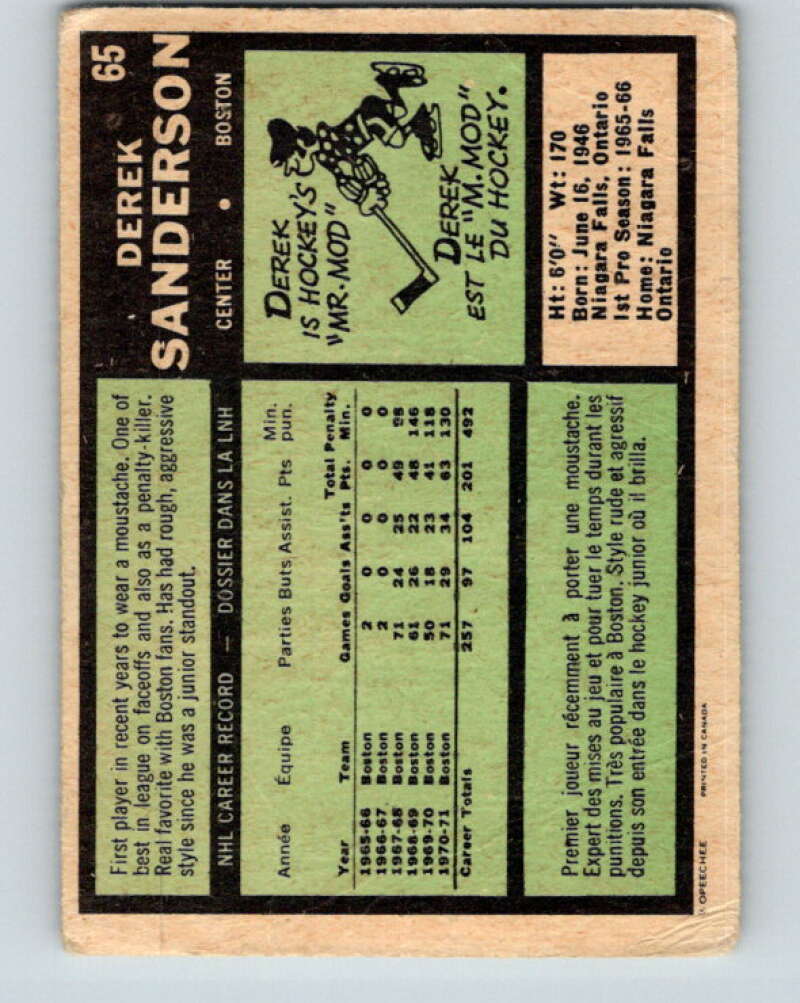 65
DEREK
SANDERSON
CENTER • BOSTON
First player in recent years to wear a moustache. One of
best in league on faceoffs and also as a penalty-killer.
Real favorite with Boston fans. Has had rough, aggressive
style since he was a junior standout.
DEREK
IS HOCKEY'S
"MR. MOD"
DEREK
EST LE "M. MOD"
DU HOCKEY.
Ht: 6'0" Wt: 170
Born: June 16, 1946
Niagara Falls, Ontario
1st Pro Season: 1965-66
Home: Niagara Falls
Ontario
NHL CAREER RECORD — DOSSIER DANS LA LNH
Année Équipe Parties Buts Assist. Pts Min. pun.
Year Team Games Goals Ass'ts Total Pts. Penalty Min.
1965-66 Boston 2 0 0 0 0
1966-67 Boston 2 0 0 0 0
1967-68 Boston 71 24 25 49 98
1968-69 Boston 61 26 22 48 146
1969-70 Boston 50 18 23 41 118
1970-71 Boston 71 29 34 63 130
Career Totals 257 97 104 201 492
Premier joueur récemment à porter une moustache.
Expert des mises au jeu et pour tuer le temps durant les
punitions. Très populaire à Boston. Style rude et agressif
depuis son entrée dans le hockey junior où il brilla.
OPEECHEE PRINTED IN CANADA